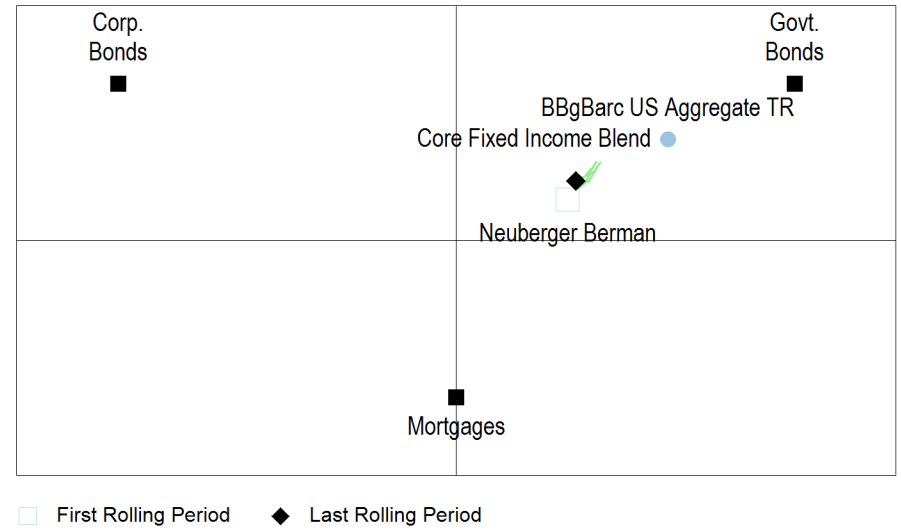 Corp.
Bonds
Govt.
Bonds
BBgBarc US Aggregate TR
Core Fixed Income Blend
Neuberger Berman
Mortgages
First Rolling Period
Last Rolling Period